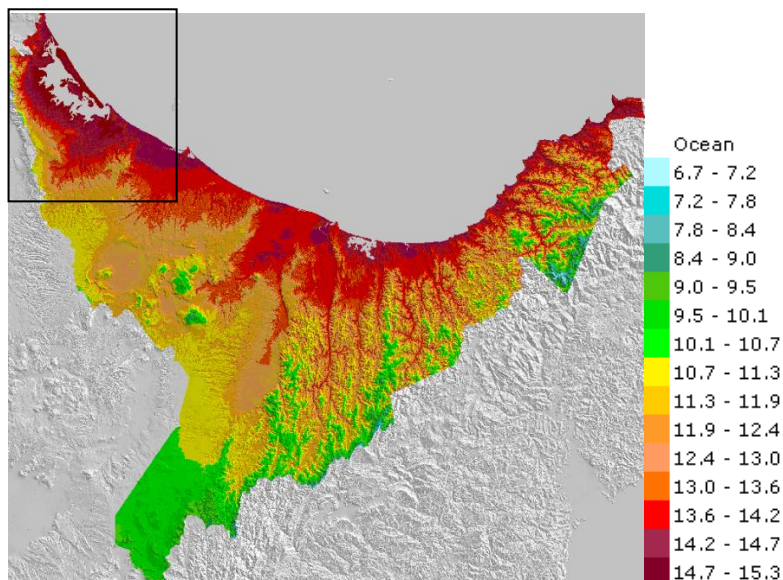 Ocean
6.7 - 7.2
7.2 - 7.8
7.8 - 8.4
8.4 - 9.0
9.0 - 9.5
9.5 - 10.1
10.1 - 10.7
10.7 - 11.3
11.3 - 11.9
11.9 - 12.4
12.4 - 13.0
13.0 - 13.6
13.6 - 14.2
14.2 - 14.7
14.7 - 15.3